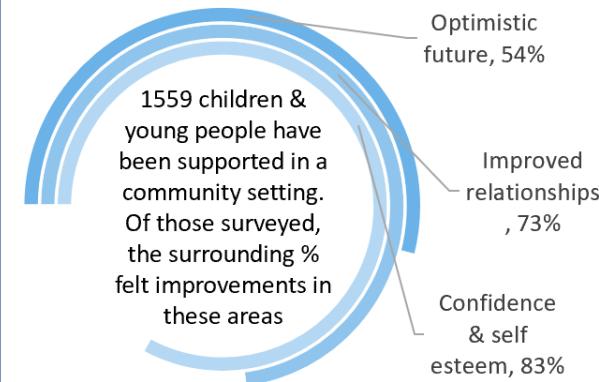 Optimistic
future, 54%
1559 children &
young people have
been supported in a
community setting.
Of those surveyed,
the surrounding %
felt improvements in
these areas
Improved
relationships
, 73%
Confidence
& self
esteem, 83%